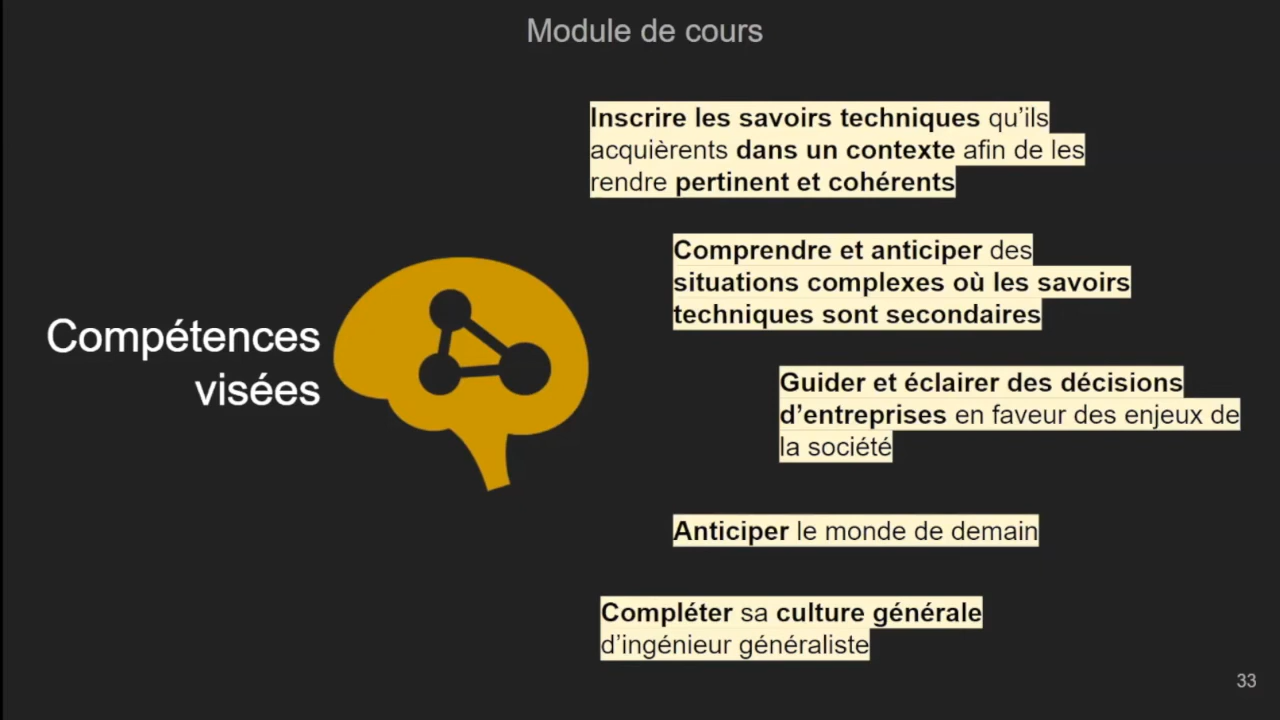 Module de cours
Inscrire les savoirs techniques qu'ils
acquièrents dans un contexte afin de les
rendre pertinent et cohérents
Comprendre et anticiper des
situations complexes où les savoirs
techniques sont secondaires
Compétences
visées
Guider et éclairer des décisions
d'entreprises en faveur des enjeux de
la société
Anticiper le monde de demain
Compléter sa culture générale
d'ingénieur généraliste
33